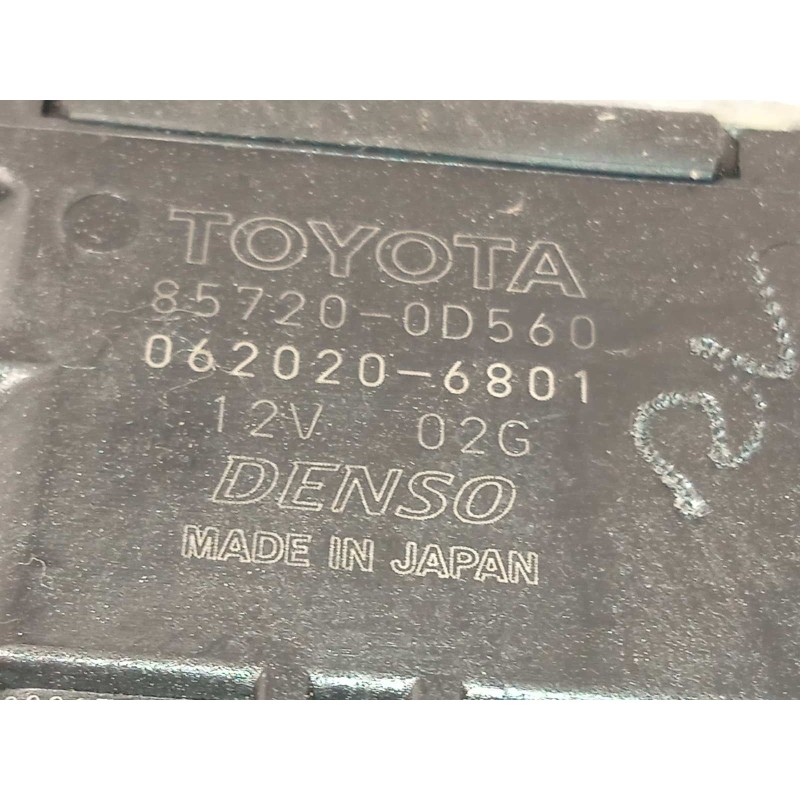 TOYOTA
85720-0D560
062020-6801
12V 02G
DENSO
MADE IN JAPAN